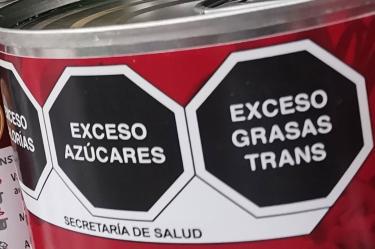 EXCESO
AZÚCARES
EXCESO
GRASAS
TRANS
SECRETARÍA DE SALUD